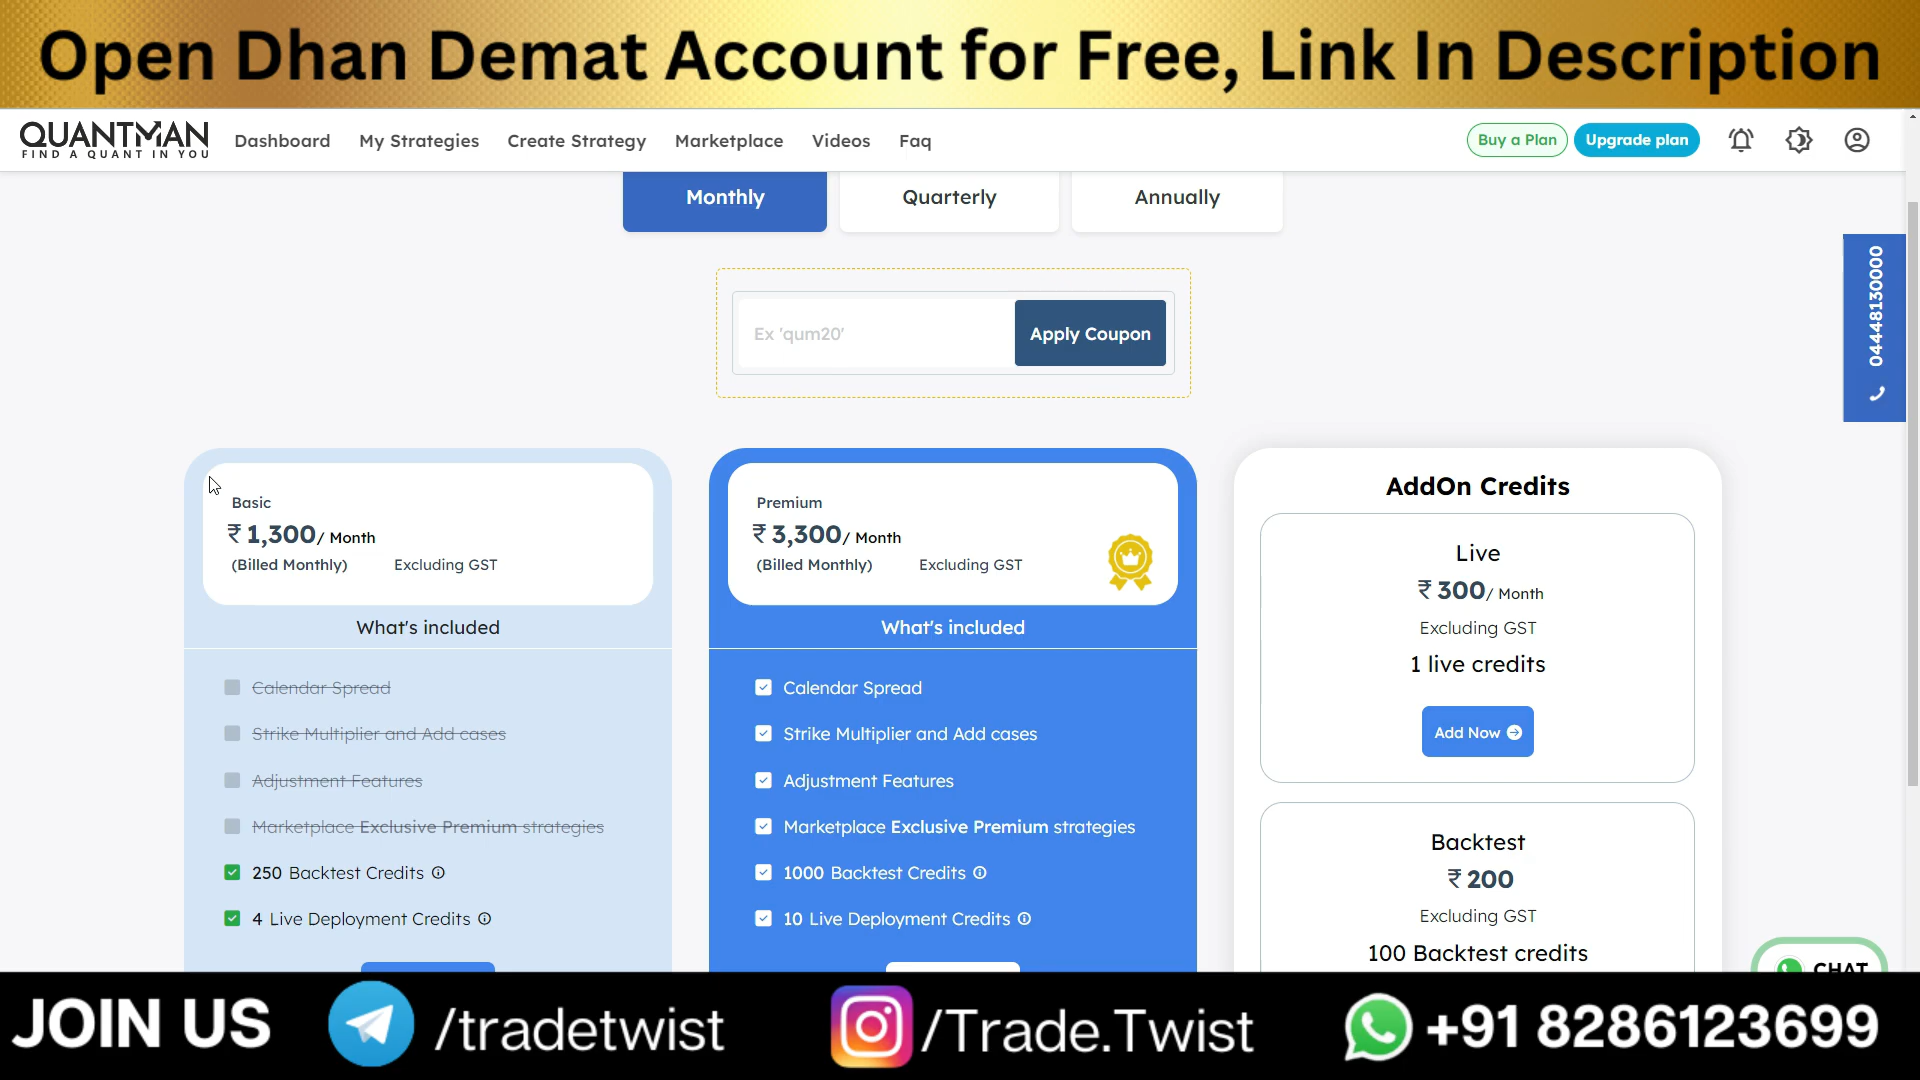 Open Dhan Demat Account for Free, Link In Description
QUANTMAN
FIND A QUANT IN YOU
Dashboard
My Strategies
Create Strategy
Marketplace
Videos
Faq
Buy a Plan
Upgrade plan
Monthly
Quarterly
Annually
04448130000
Ex 'qum20'
Apply Coupon
Basic
₹ 1,300/ Month
(Billed Monthly) Excluding GST
What's included
Calendar Spread
Strike Multiplier and Add cases
Adjustment Features
Marketplace Exclusive Premium strategies
250 Backtest Credits
4 Live Deployment Credits
Premium
₹ 3,300/ Month
(Billed Monthly) Excluding GST
What's included
Calendar Spread
Strike Multiplier and Add cases
Adjustment Features
Marketplace Exclusive Premium strategies
1000 Backtest Credits
10 Live Deployment Credits
AddOn Credits
Live
₹ 300/ Month
Excluding GST
1 live credits
Add Now
Backtest
₹ 200
Excluding GST
100 Backtest credits
CHAT
JOIN US
/tradetwist
/Trade.Twist
+91 8286123699